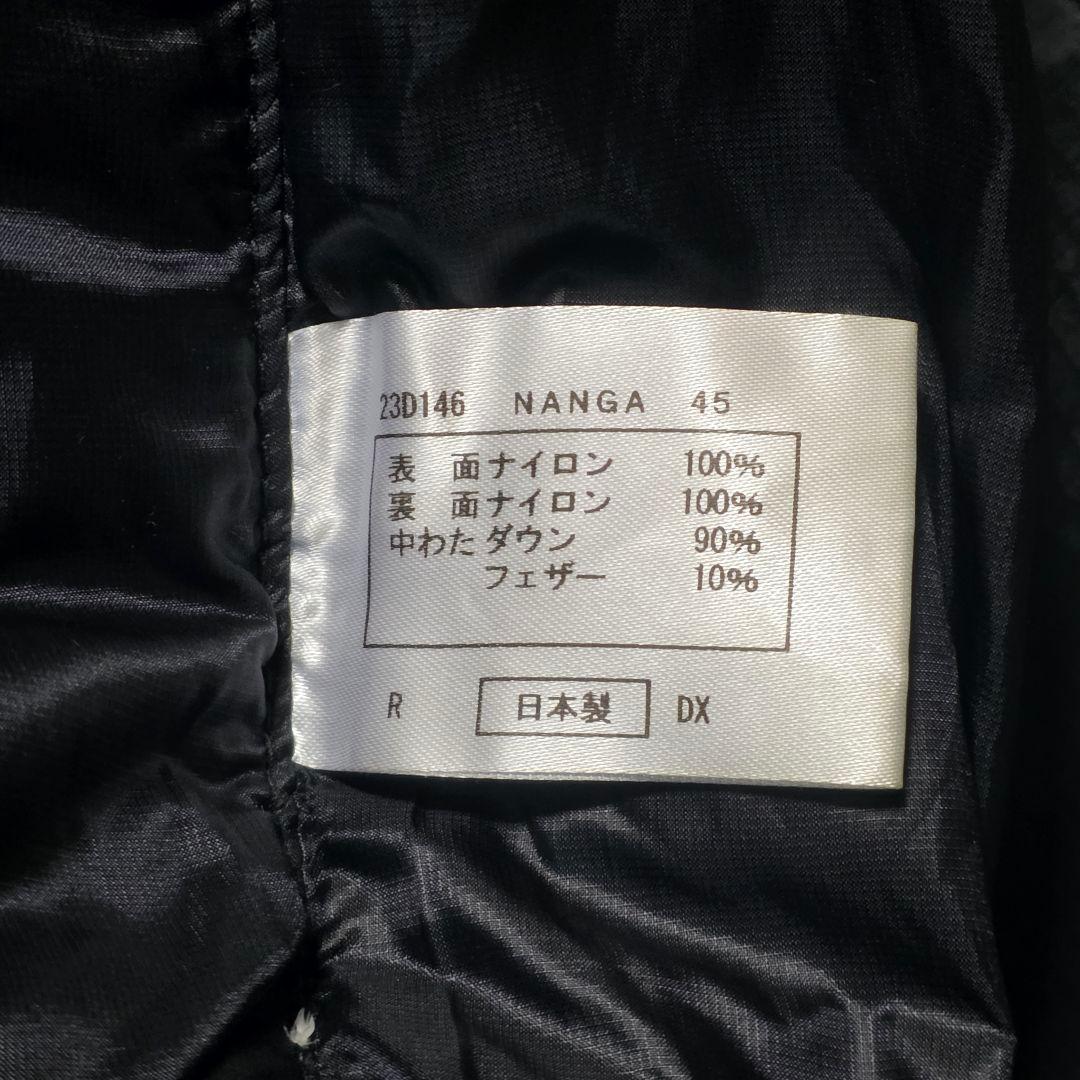 23D146 NANGA 45
表 面ナイロン 100%
裏 面ナイロン 100%
中わたダウン 90%
フェザー 10%
R 日本製 DX